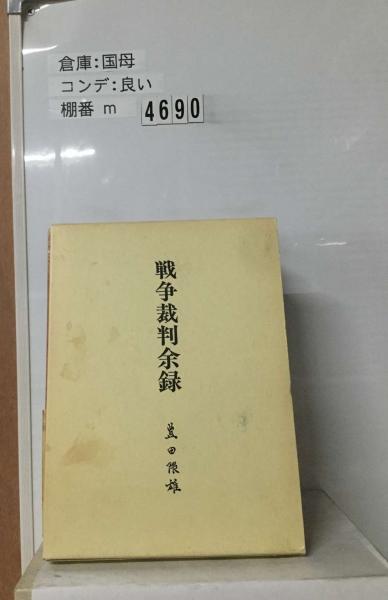 倉庫:国母
コンデ:良い
棚番 m 4690
戦争裁判余録
豊田隈雄